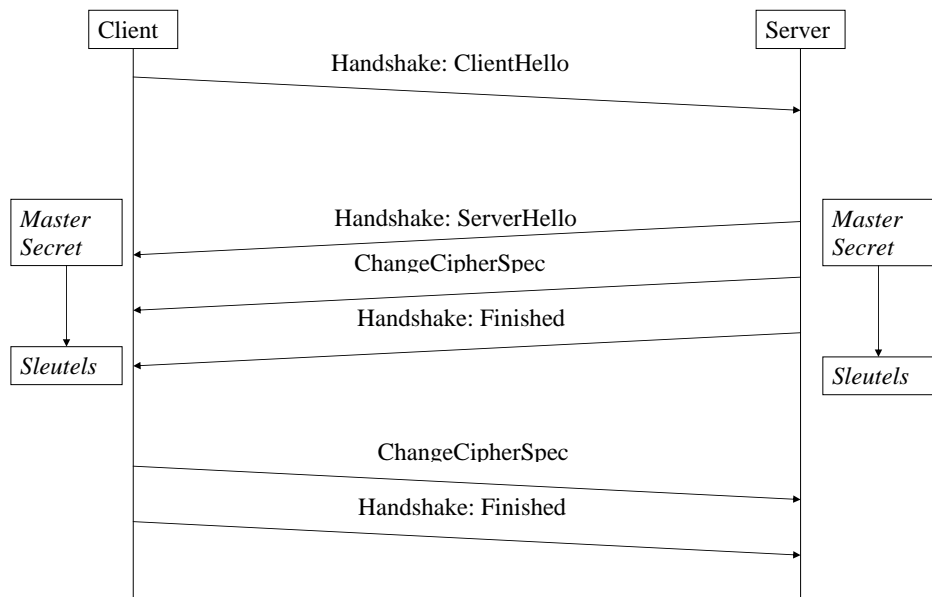 Client
Server
Handshake: ClientHello
Master
Secret
Handshake: ServerHello
Master
Secret
ChangeCipherSpec
Handshake: Finished
Sleutels
Sleutels
ChangeCipherSpec
Handshake: Finished